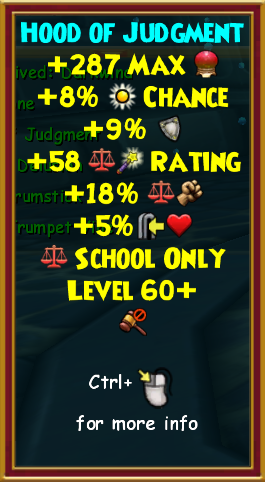 Hood of Judgment
+287 Max
+8% Chance
+9%
+58 Rating
+18%
+5%
School Only
Level 60+
Ctrl+
for more info